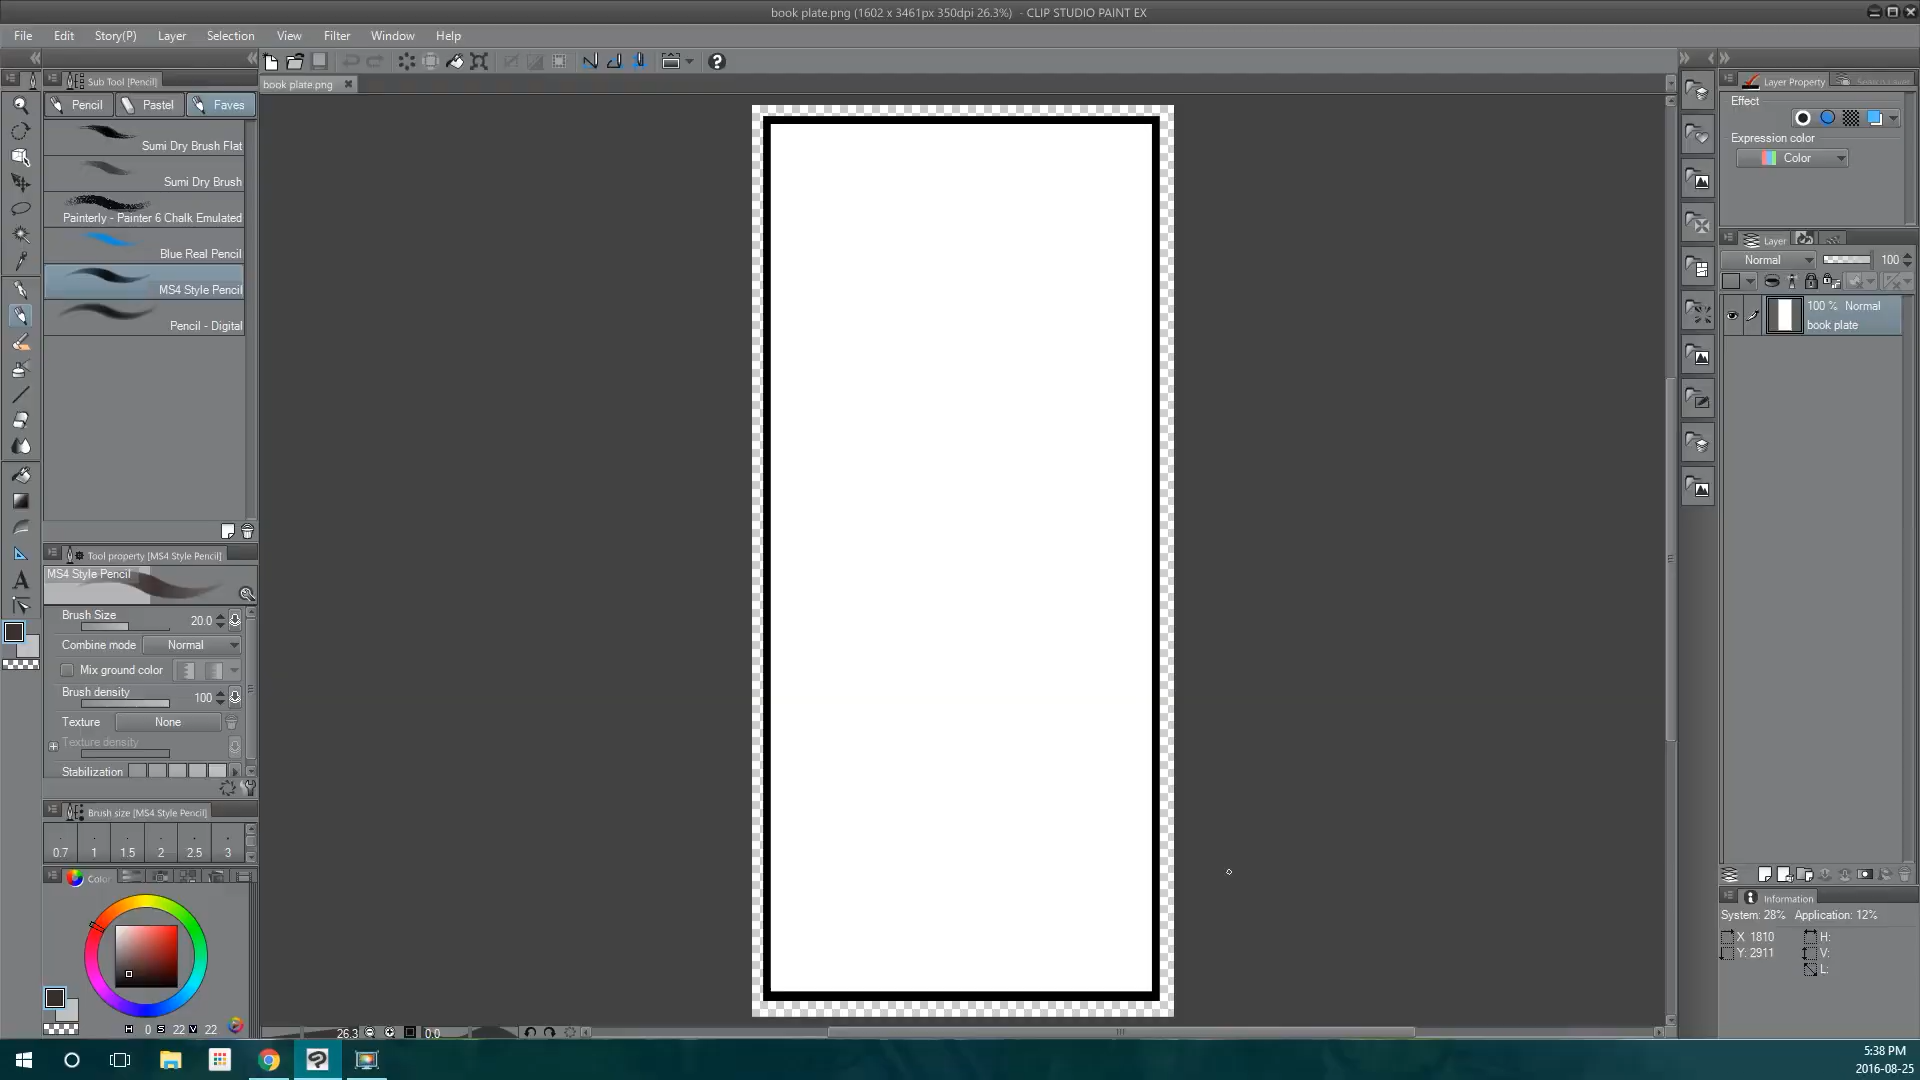 book plate.png (1602 x 3461px 350dpi 26.3%) - CLIP STUDIO PAINT EX
File Edit Story(P) Layer Selection View Filter Window Help
Sub Tool [Pencil]
book plate.png
Pencil Pastel Faves
Sumi Dry Brush Flat
Sumi Dry Brush
Painterly - Painter 6 Chalk Emulated
Blue Real Pencil
MS4 Style Pencil
Pencil - Digital
Tool property [MS4 Style Pencil]
MS4 Style Pencil
Brush Size 20.0
Combine mode Normal
Mix ground color
Brush density 100
Texture None
Texture density
Stabilization
Brush size [MS4 Style Pencil]
0.7 1 1.5 2 2.5 3
Color
H 0 S 22 V 22
26.3 0.0
Layer Property
Effect
Expression color
Color
Layer
Normal 100
100 % Normal
book plate
Information
System: 28% Application: 12%
X 1810 H:
Y: 2911 V:
L:
5:38 PM
2016-08-25